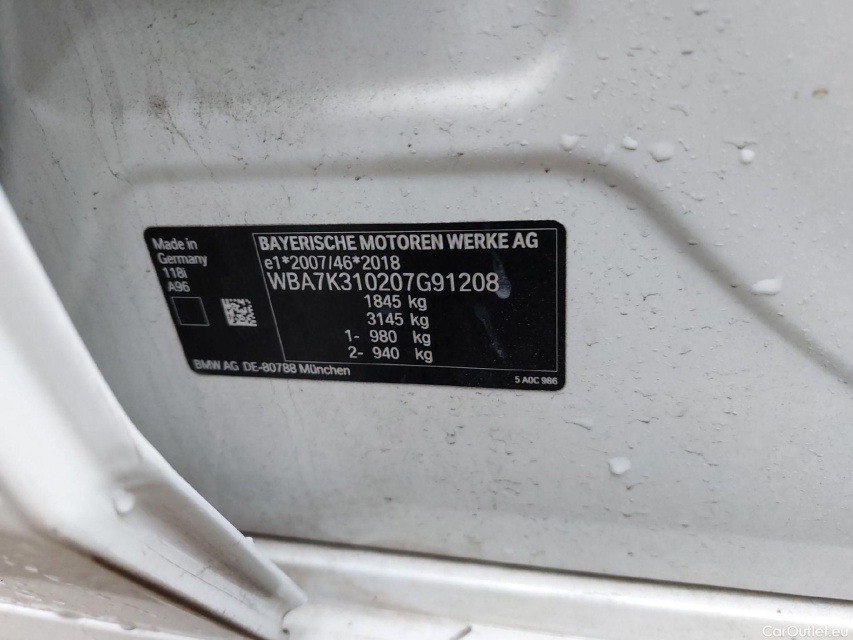 Made in
Germany
118i
A96
BAYERISCHE MOTOREN WERKE AG
e1*2007/46*2018
WBA7K310207G91208
1845 kg
3145 kg
1- 980 kg
2- 940 kg
BMW AG DE-80788 München
5 A0C 986
CarOutlet.eu